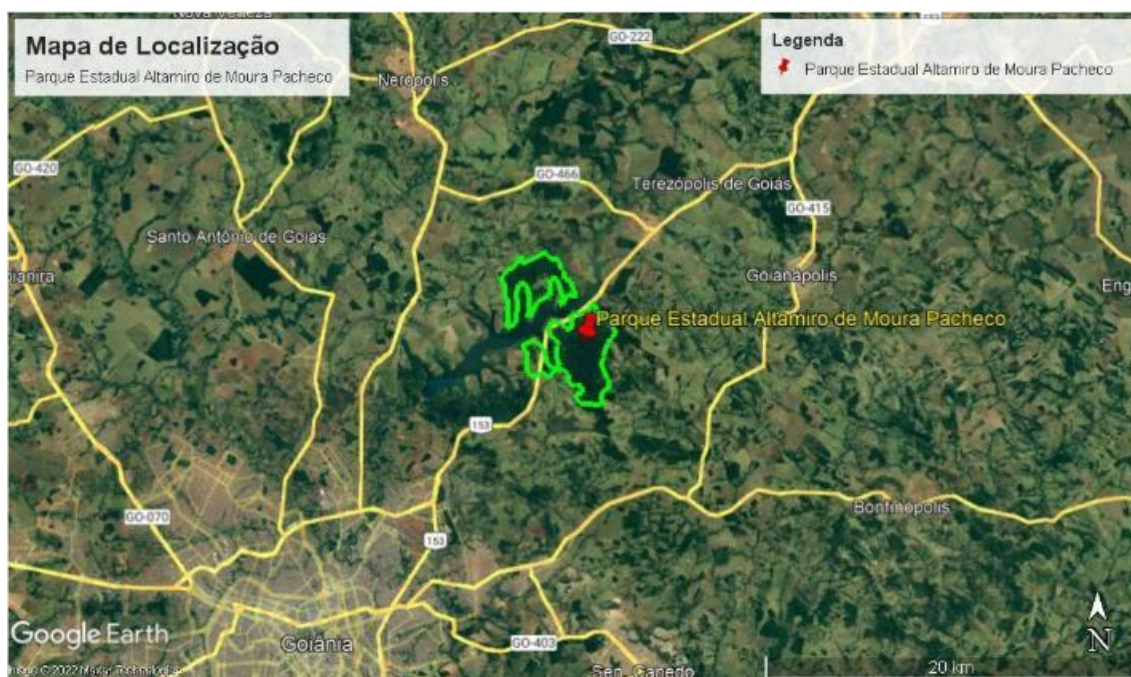 Mapa de Localização
Parque Estadual Altamiro de Moura Pacheco
Legenda
Parque Estadual Altamiro de Moura Pacheco
GO-222
Nerópolis
GO-420
GO-466
Terezópolis de Goiás
GO-415
Santo Antônio de Goiás
Goianápolis
Parque Estadual Altamiro de Moura Pacheco
153
Bonfinópolis
GO-070
153
Google Earth
Goiânia
GO-403
N
Sen. Canedo
20 km